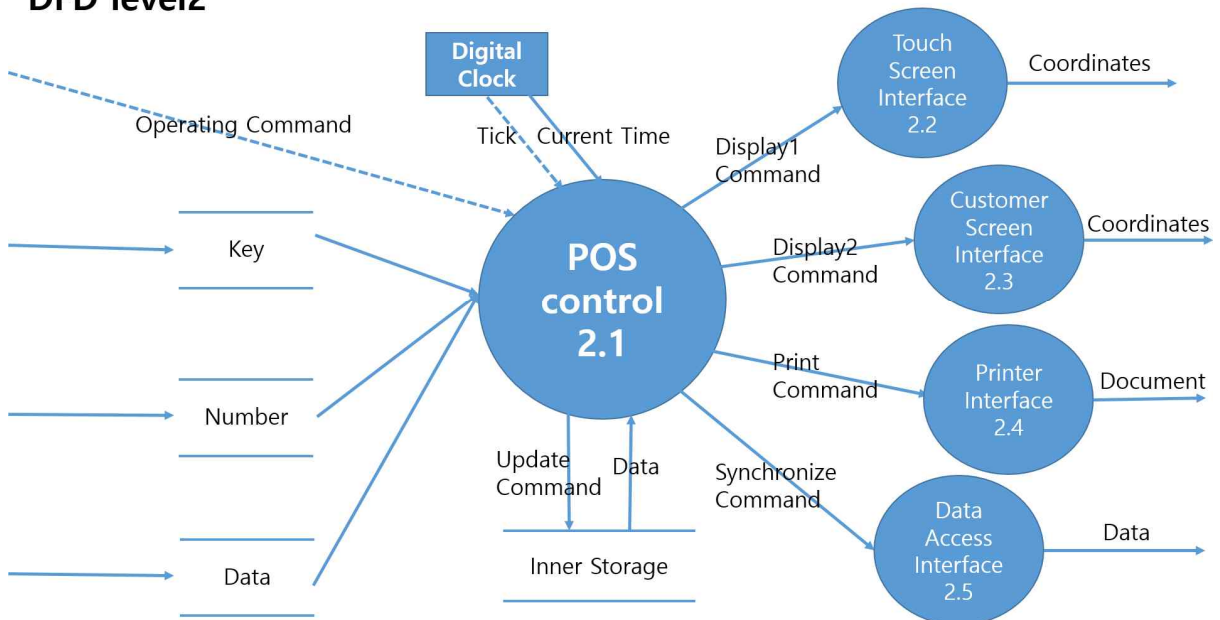 DFD level2
Digital
Clock
Operating Command
Tick
Current Time
Touch
Screen
Interface
2.2
Coordinates
Display1
Command
Key
POS
control
2.1
Customer
Screen
Interface
2.3
Coordinates
Display2
Command
Number
Print
Command
Printer
Interface
2.4
Document
Update
Command
Data
Synchronize
Command
Data
Inner Storage
Data
Access
Interface
2.5
Data